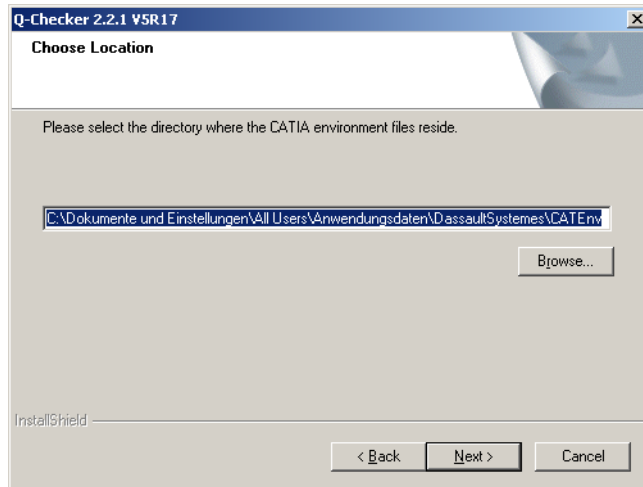 Q-Checker 2.2.1 V5R17
Choose Location
Please select the directory where the CATIA environment files reside.
C:\Dokumente und Einstellungen\All Users\Anwendungsdaten\DassaultSystemes\CATEnv
Browse...
InstallShield
< Back Next > Cancel